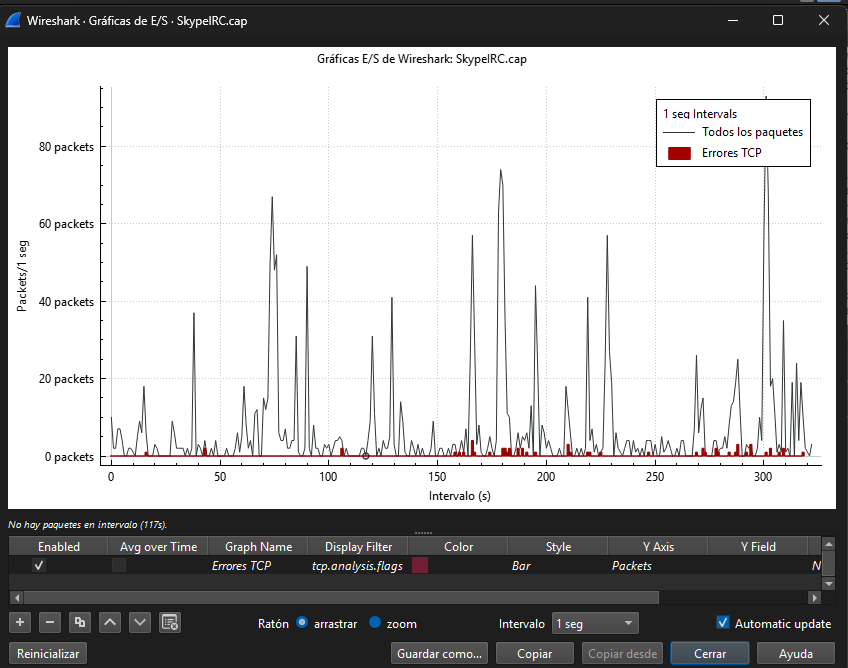 Wireshark · Gráficas de E/S · SkypeIRC.cap
Gráficas E/S de Wireshark: SkypeIRC.cap
1 seg Intervals
Todos los paquetes
Errores TCP
80 packets
60 packets
40 packets
20 packets
0 packets
Packets/1 seg
0 50 100 150 200 250 300
Intervalo (s)
No hay paquetes en intervalo (117s).
Enabled Avg over Time Graph Name Display Filter Color Style Y Axis Y Field
Errores TCP tcp.analysis.flags Bar Packets N
Ratón arrastrar zoom Intervalo 1 seg Automatic update
Reinicializar Guardar como... Copiar Copiar desde Cerrar Ayuda